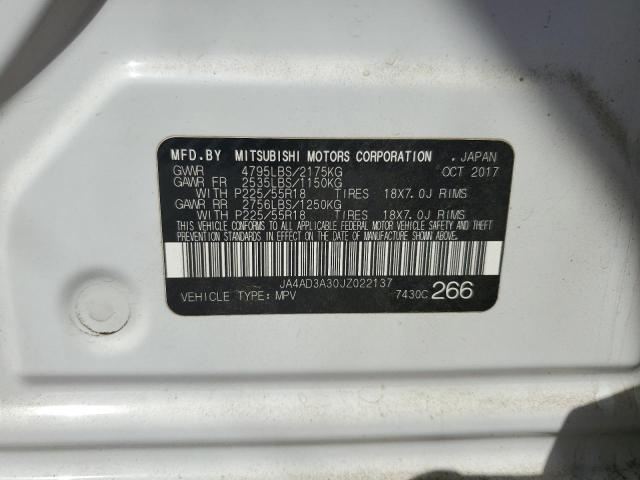 MFD.BY MITSUBISHI MOTORS CORPORATION . JAPAN
GVWR 4795LBS/2175KG OCT 2017
GAWR FR 2535LBS/1150KG
WITH P225/55R18 TIRES 18X7.0J RIMS
GAWR RR 2756LBS/1250KG
WITH P225/55R18 TIRES 18X7.0J RIMS
THIS VEHICLE CONFORMS TO ALL APPLICABLE FEDERAL MOTOR VEHICLE SAFETY AND THEFT
PREVENTION STANDARDS IN EFFECT ON THE DATE OF MANUFACTURE SHOWN ABOVE.
JA4AD3A30JZ022137
VEHICLE TYPE: MPV 7430C 266